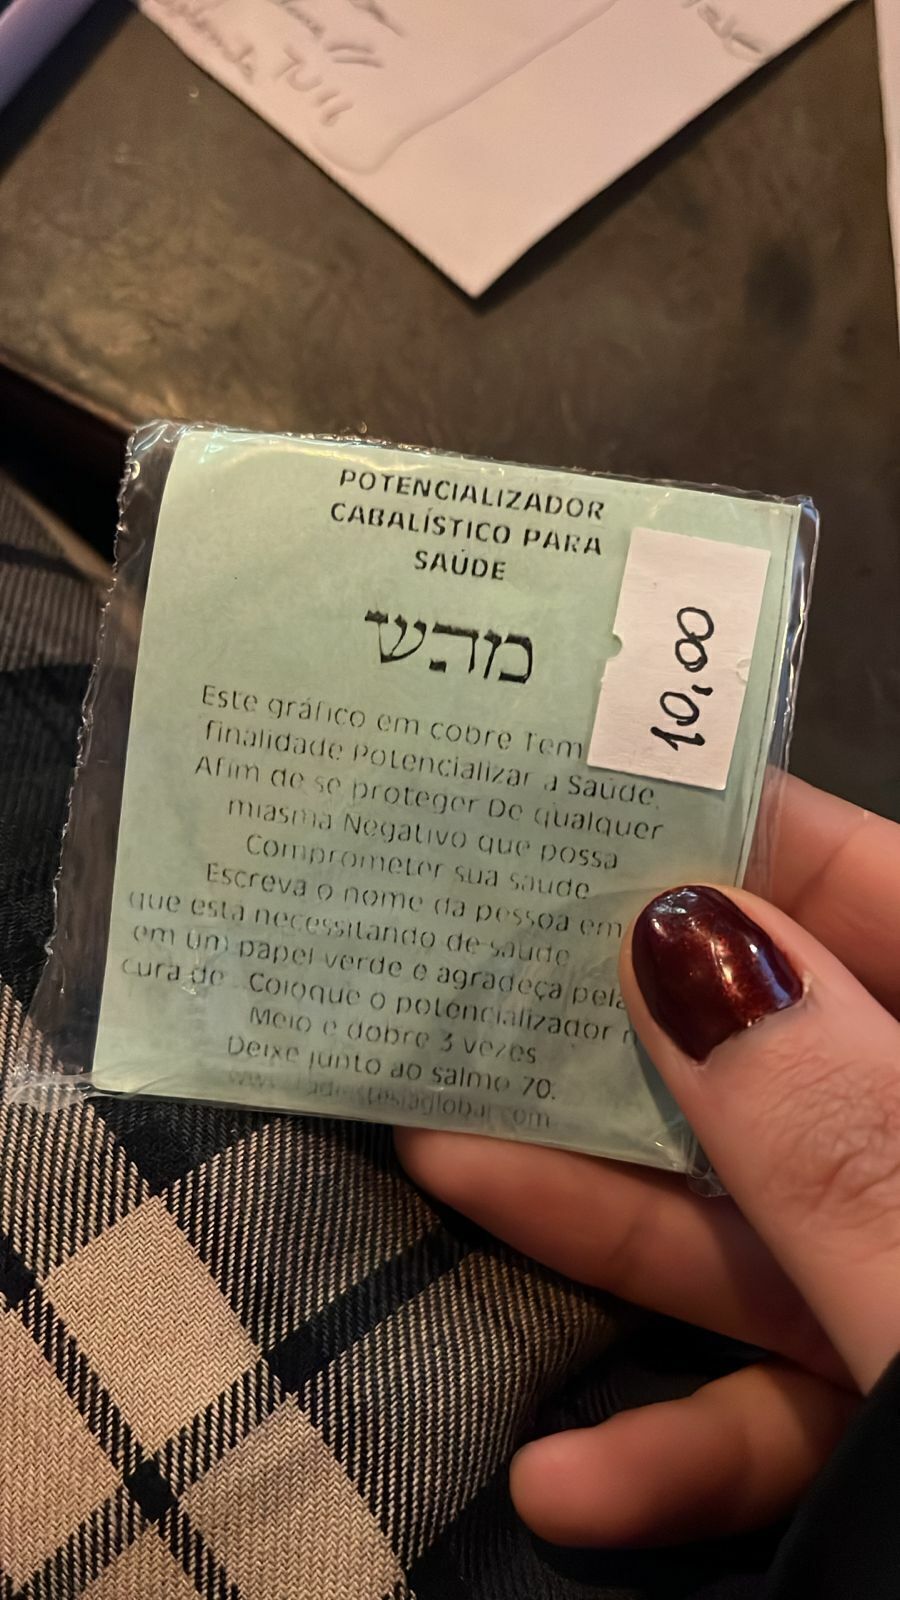 TJ11
POTENCIALIZADOR
CABALÍSTICO PARA
SAÚDE
מהש
10,00
Este gráfico em cobre Tem
finalidade Potencializar a Saúde,
Afim de se proteger De qualquer
miasma Negativo que possa
Comprometer sua saude
Escreva o nome da pessoa em
que esta necessitando de saude
em um papel verde e agradeça pela
cura de Coloque o potencializador
Meio e dobre 3 vezes
Deixe junto ao salmo 70.